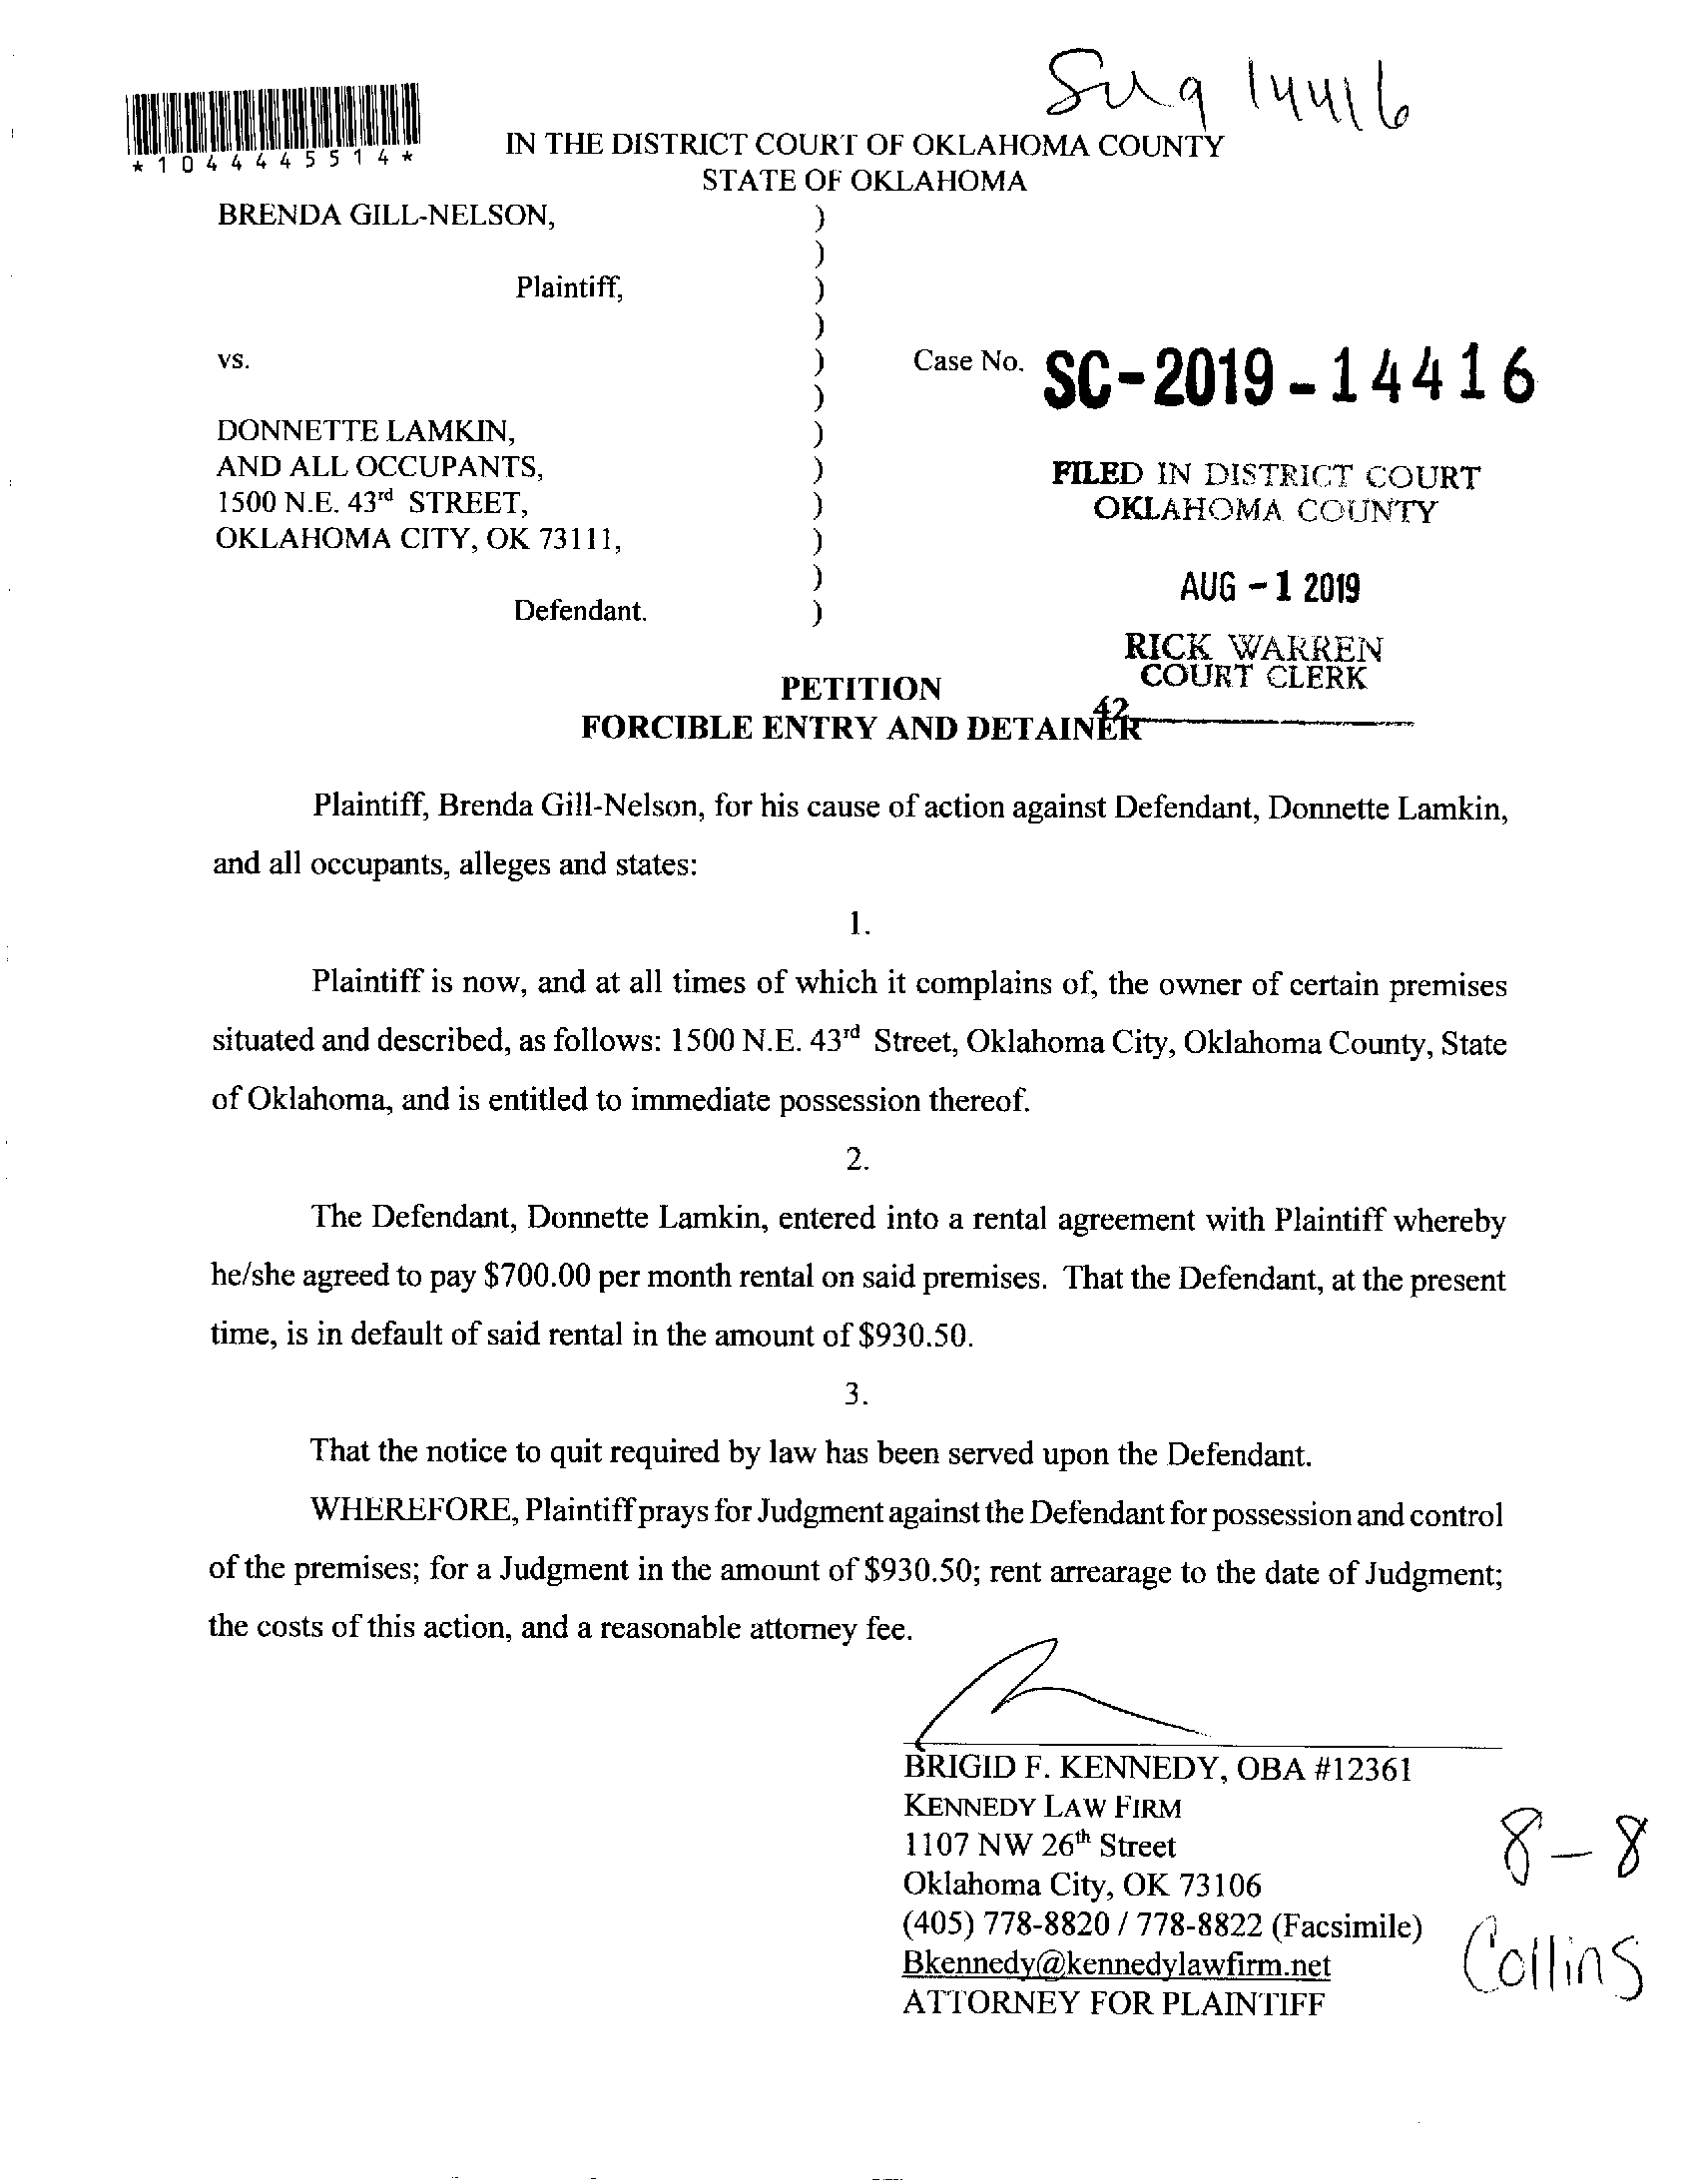 Sug 14416
*1044445514*
IN THE DISTRICT COURT OF OKLAHOMA COUNTY
STATE OF OKLAHOMA
BRENDA GILL-NELSON, )
)
Plaintiff, )
)
vs. ) Case No. SC-2019-14416
)
DONNETTE LAMKIN, )
AND ALL OCCUPANTS, )
1500 N.E. 43rd STREET, )
OKLAHOMA CITY, OK 73111, )
)
Defendant. )
FILED IN DISTRICT COURT
OKLAHOMA COUNTY
AUG -1 2019
RICK WARREN
COURT CLERK
42
PETITION
FORCIBLE ENTRY AND DETAINER
Plaintiff, Brenda Gill-Nelson, for his cause of action against Defendant, Donnette Lamkin,
and all occupants, alleges and states:
1.
Plaintiff is now, and at all times of which it complains of, the owner of certain premises
situated and described, as follows: 1500 N.E. 43rd Street, Oklahoma City, Oklahoma County, State
of Oklahoma, and is entitled to immediate possession thereof.
2.
The Defendant, Donnette Lamkin, entered into a rental agreement with Plaintiff whereby
he/she agreed to pay $700.00 per month rental on said premises. That the Defendant, at the present
time, is in default of said rental in the amount of $930.50.
3.
That the notice to quit required by law has been served upon the Defendant.
WHEREFORE, Plaintiff prays for Judgment against the Defendant for possession and control
of the premises; for a Judgment in the amount of $930.50; rent arrearage to the date of Judgment;
the costs of this action, and a reasonable attorney fee.
BRIGID F. KENNEDY, OBA #12361
KENNEDY LAW FIRM
1107 NW 26th Street
Oklahoma City, OK 73106
(405) 778-8820 / 778-8822 (Facsimile)
Bkennedy@kennedylawfirm.net
ATTORNEY FOR PLAINTIFF
8-8
Collins